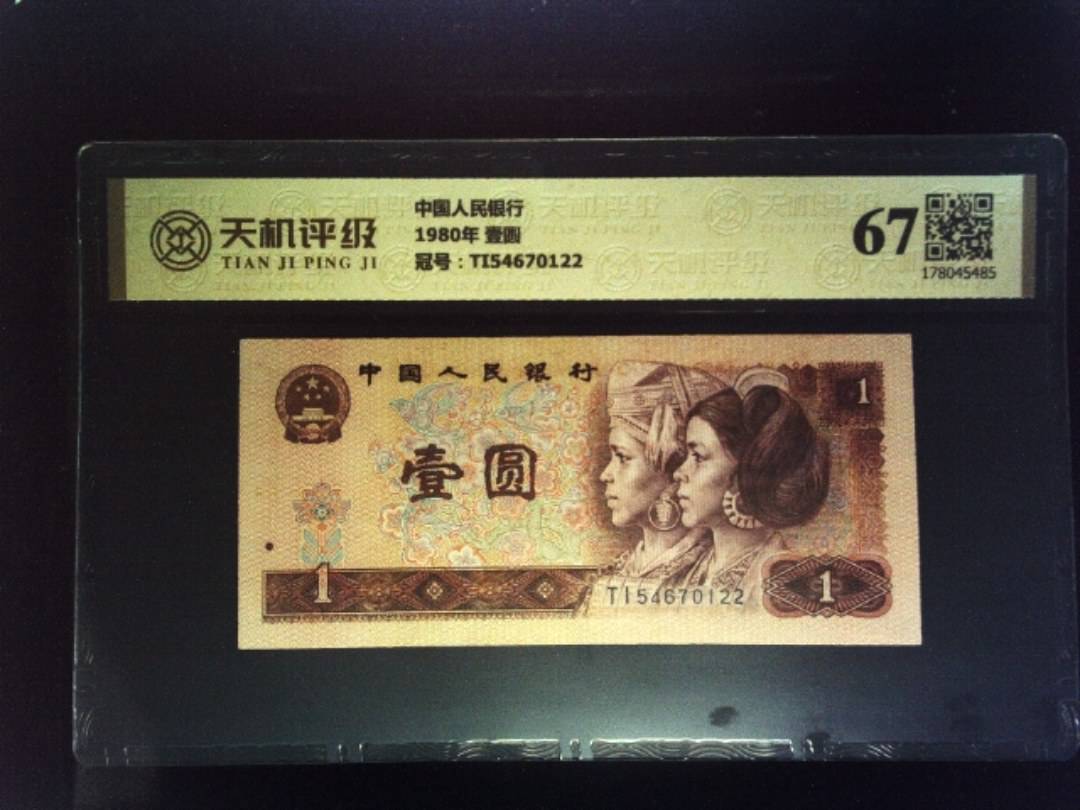 天机评级
TIAN JI PING JI
中国人民银行
1980年 壹圆
冠号：TI54670122
67
178045485
中国人民银行
壹圆
1
1
TI54670122
1